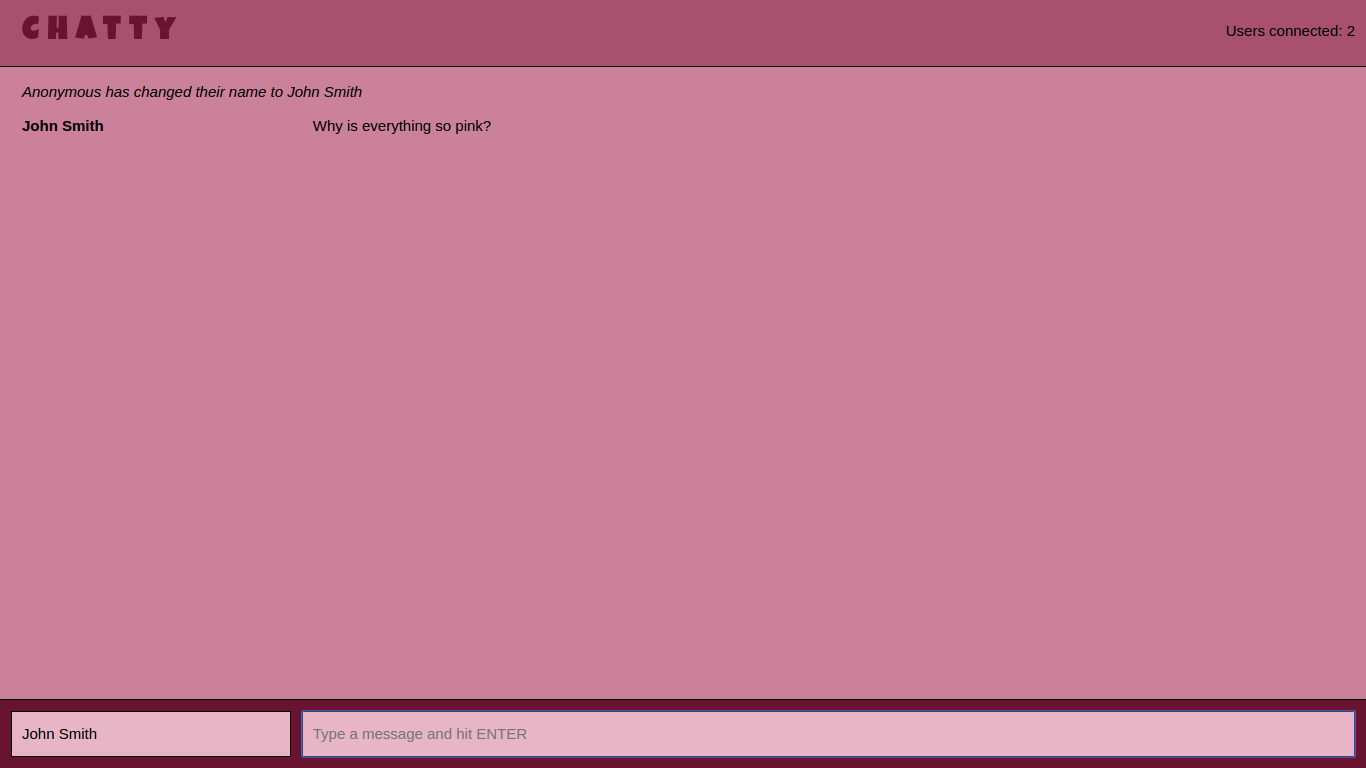 CHATTY
Users connected: 2
Anonymous has changed their name to John Smith
John Smith Why is everything so pink?
John Smith Type a message and hit ENTER